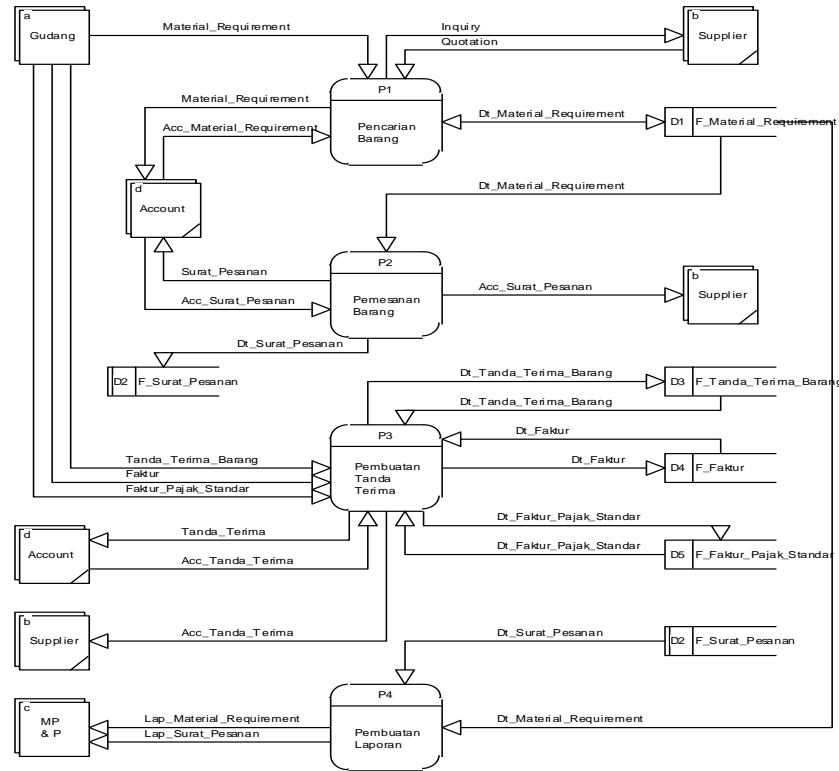 a
Gudang
Material_Requirement
Inquiry
Quotation
b
Supplier
P1
Pencarian
Barang
Material_Requirement
Acc_Material_Requirement
Dt_Material_Requirement
D1 F_Material_Requirement
d
Account
Dt_Material_Requirement
P2
Pemesanan
Barang
Surat_Pesanan
Acc_Surat_Pesanan
Acc_Surat_Pesanan
b
Supplier
Dt_Surat_Pesanan
D2 F_Surat_Pesanan
Dt_Tanda_Terima_Barang
D3 F_Tanda_Terima_Barang
Dt_Tanda_Terima_Barang
P3
Pembuatan
Tanda
Terima
Dt_Faktur
Dt_Faktur
D4 F_Faktur
Tanda_Terima_Barang
Faktur
Faktur_Pajak_Standar
d
Account
Tanda_Terima
Acc_Tanda_Terima
Dt_Faktur_Pajak_Standar
Dt_Faktur_Pajak_Standar
D5 F_Faktur_Pajak_Standar
b
Supplier
Acc_Tanda_Terima
Dt_Surat_Pesanan
D2 F_Surat_Pesanan
P4
Pembuatan
Laporan
c
MP
& P
Lap_Material_Requirement
Lap_Surat_Pesanan
Dt_Material_Requirement